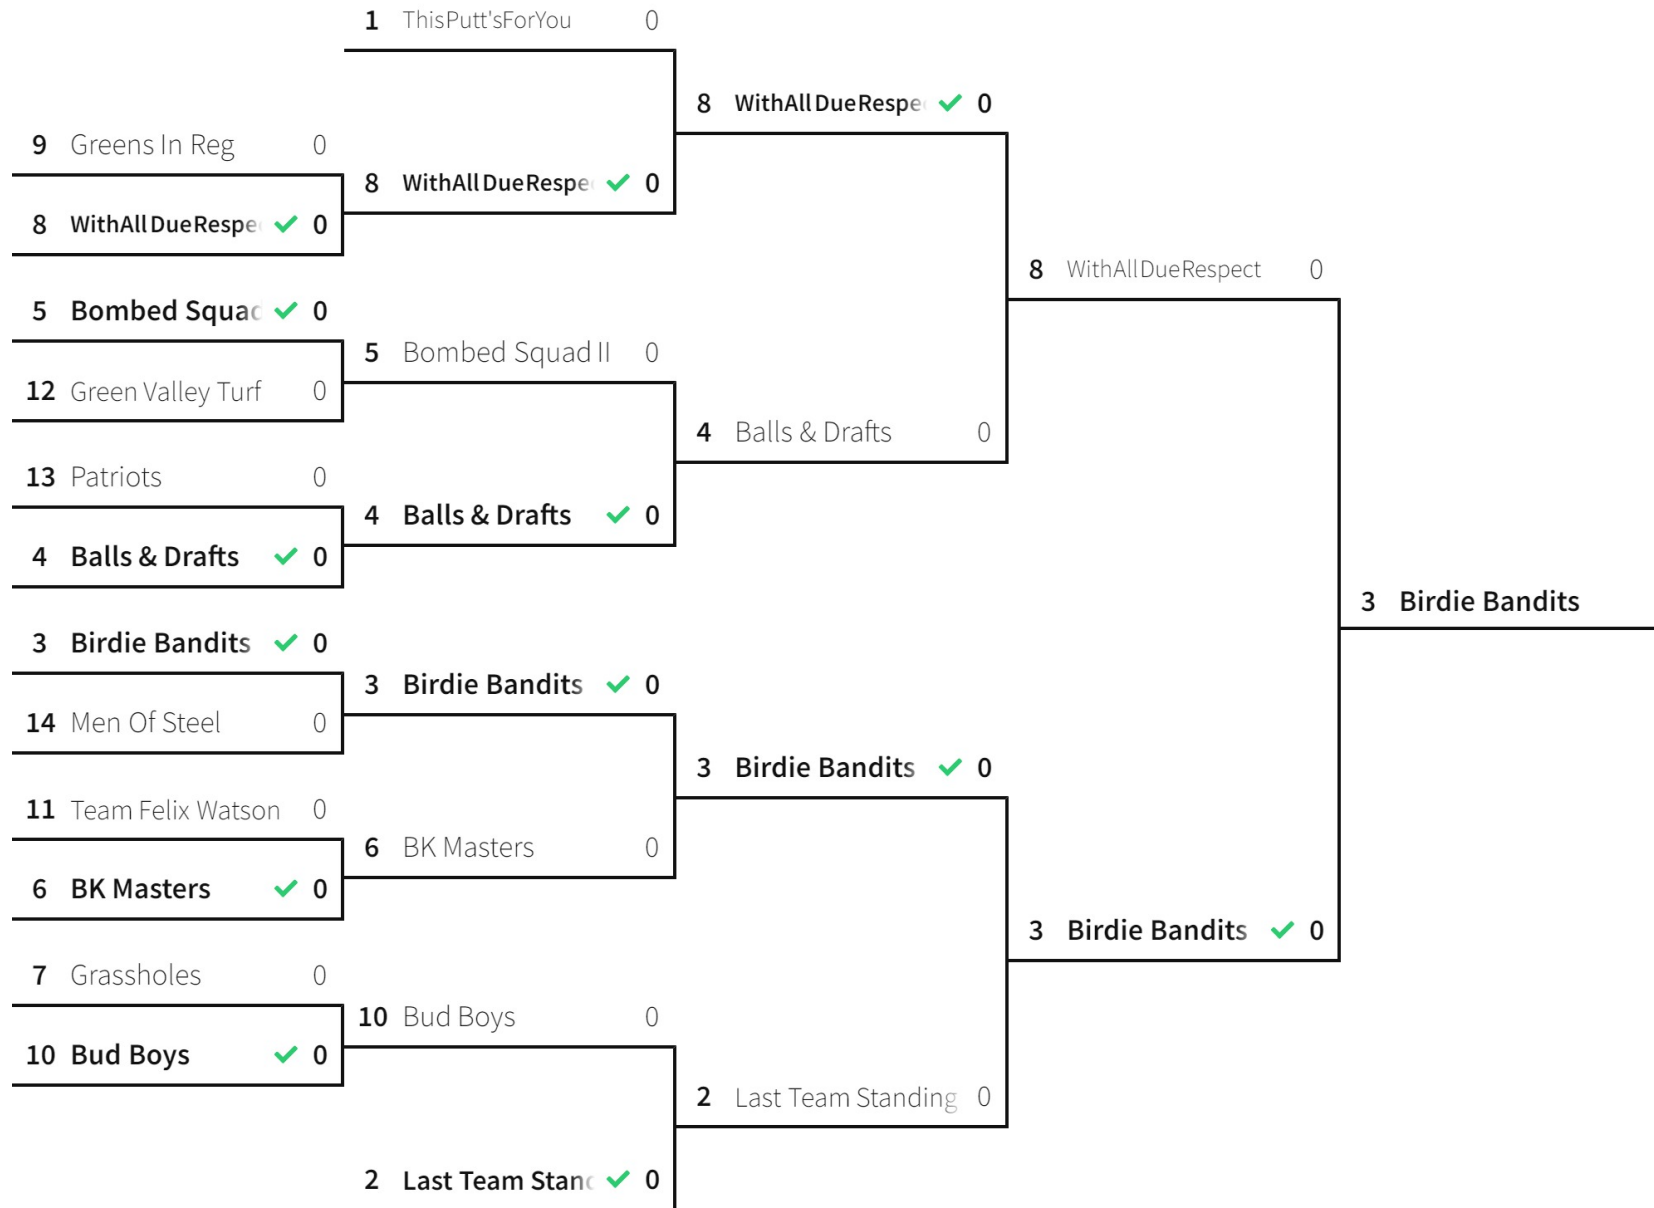 1 ThisPutt'sForYou 0
8 WithAllDueRespe 0
9 Greens In Reg 0
8 WithAllDueRespe 0
8 WithAllDueRespe 0
8 WithAllDueRespect 0
5 Bombed Squad 0
5 Bombed Squad II 0
12 Green Valley Turf 0
4 Balls & Drafts 0
13 Patriots 0
4 Balls & Drafts 0
4 Balls & Drafts 0
3 Birdie Bandits
3 Birdie Bandits 0
3 Birdie Bandits 0
14 Men Of Steel 0
3 Birdie Bandits 0
11 Team Felix Watson 0
6 BK Masters 0
6 BK Masters 0
3 Birdie Bandits 0
7 Grassholes 0
10 Bud Boys 0
10 Bud Boys 0
2 Last Team Standing 0
2 Last Team Stand 0